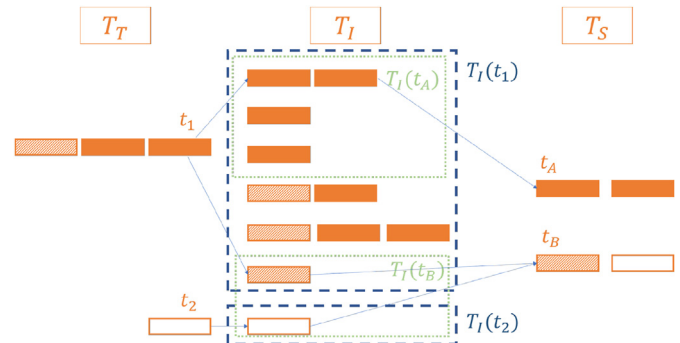 T_T T_I T_S
T_I(t_A) T_I(t_1)
t_1
t_A
t_B
T_I(t_B)
t_2
T_I(t_2)